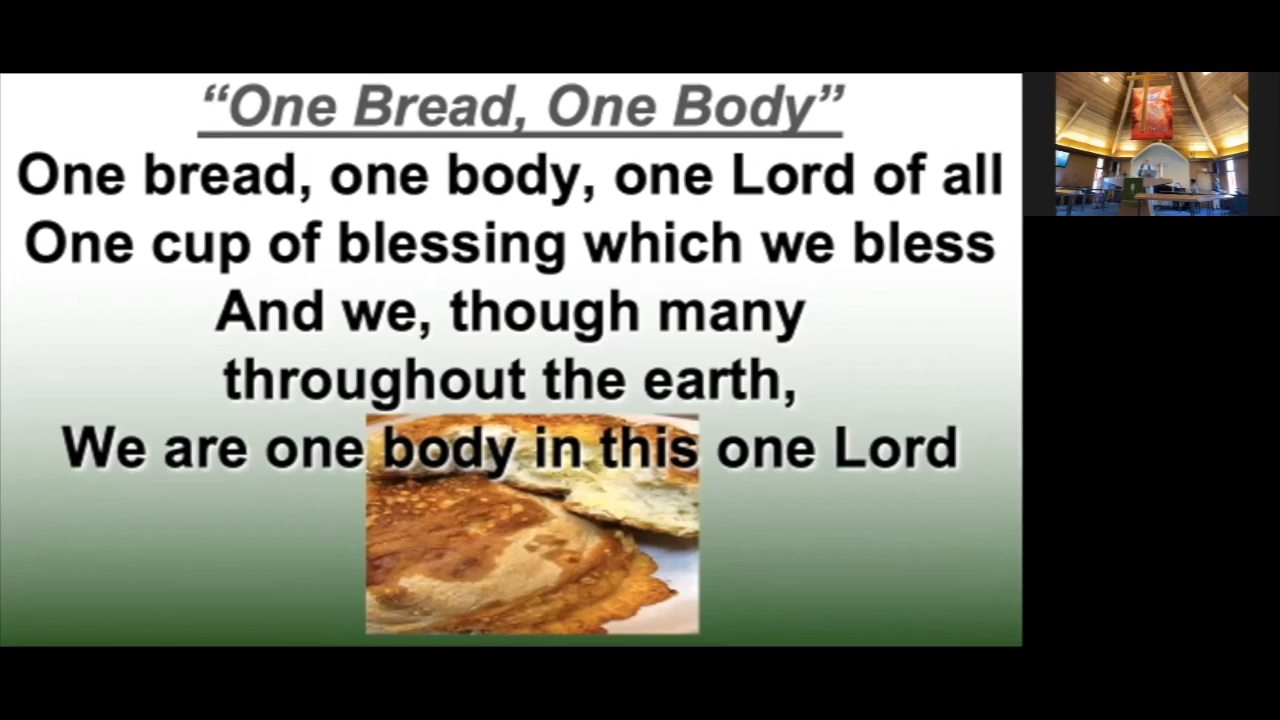 “One Bread, One Body”
One bread, one body, one Lord of all
One cup of blessing which we bless
And we, though many
throughout the earth,
We are one body in this one Lord